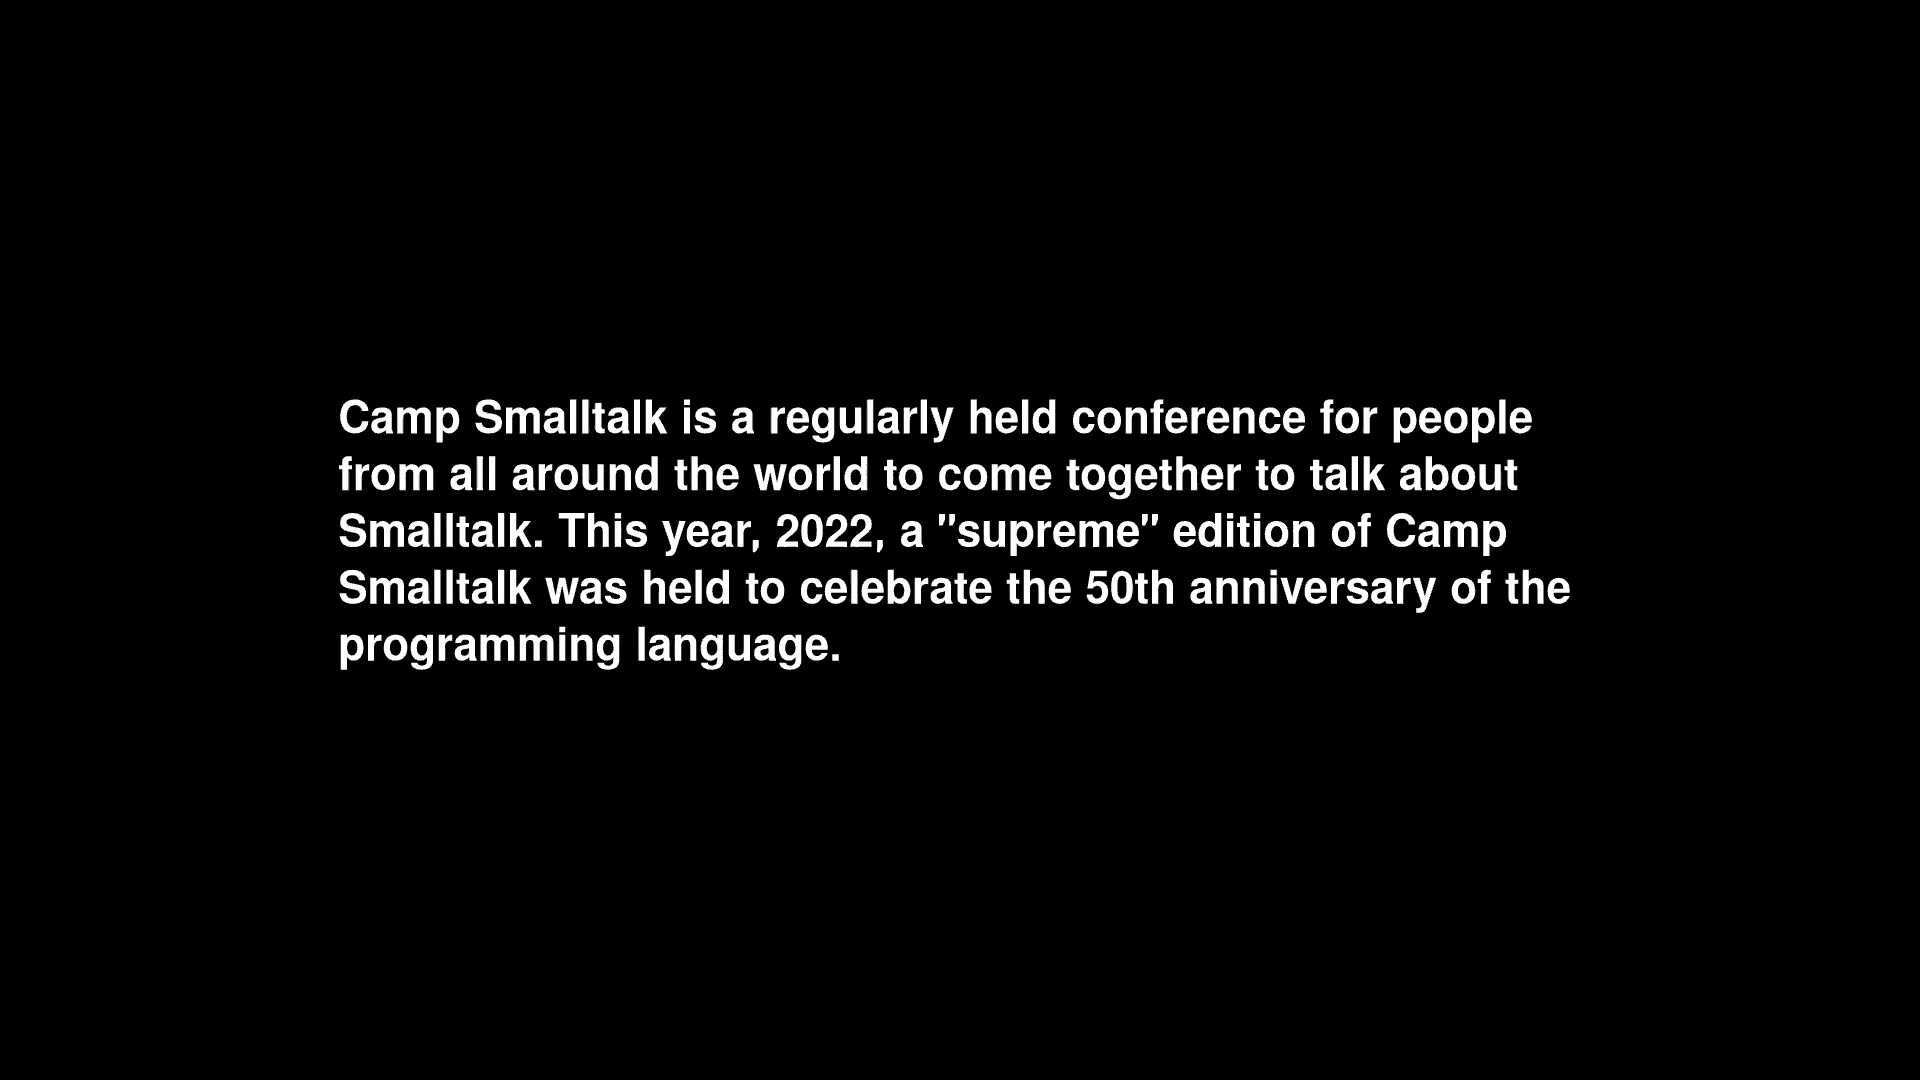 Camp Smalltalk is a regularly held conference for people
from all around the world to come together to talk about
Smalltalk. This year, 2022, a "supreme" edition of Camp
Smalltalk was held to celebrate the 50th anniversary of the
programming language.